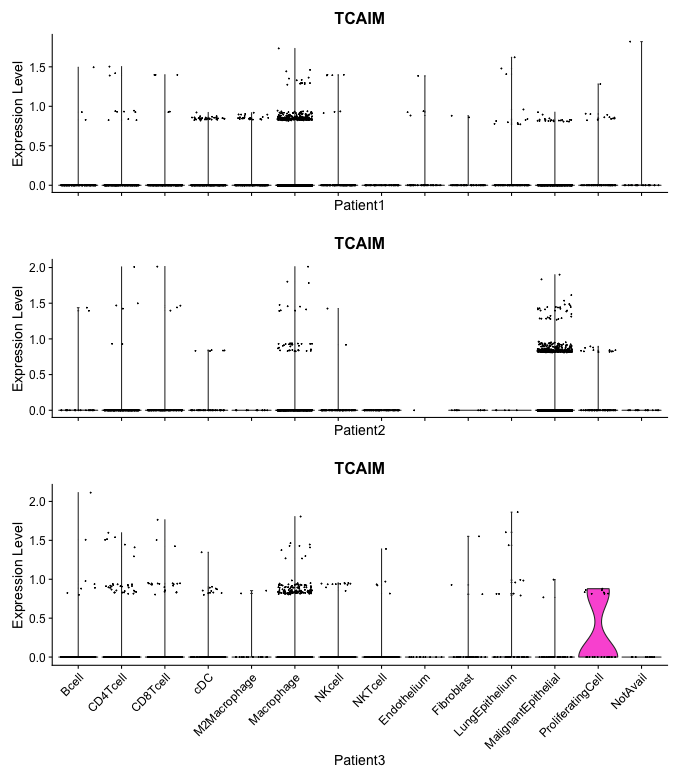 TCAIM
Expression Level
1.5
1.0
0.5
0.0
Patient1
TCAIM
Expression Level
2.0
1.5
1.0
0.5
0.0
Patient2
TCAIM
Expression Level
2.0
1.5
1.0
0.5
0.0
Bcell
CD4Tcell
CD8Tcell
cDC
M2Macrophage
Macrophage
NKcell
NKTcell
Endothelium
Fibroblast
LungEpithelium
MalignantEpithelial
ProliferatingCell
NotAvail
Patient3